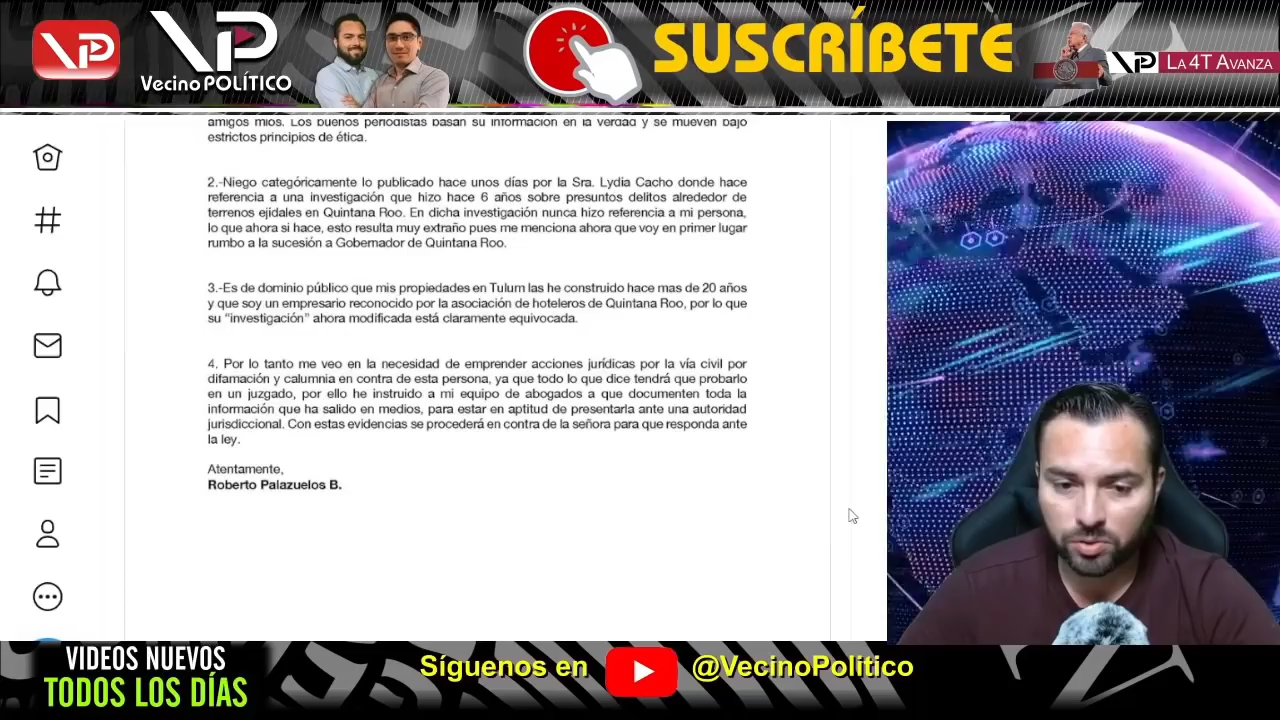 VP
VP
Vecino POLÍTICO
SUSCRÍBETE
VP LA 4T AVANZA
amigos míos. Los buenos periodistas basan su información en la verdad y se mueven bajo
estrictos principios de ética.
2.-Niego categóricamente lo publicado hace unos días por la Sra. Lydia Cacho donde hace
referencia a una investigación que hizo hace 6 años sobre presuntos delitos alrededor de
terrenos ejidales en Quintana Roo. En dicha investigación nunca hizo referencia a mi persona,
lo que ahora si hace, esto resulta muy extraño pues me menciona ahora que voy en primer lugar
rumbo a la sucesión a Gobernador de Quintana Roo.
3.-Es de dominio público que mis propiedades en Tulum las he construido hace mas de 20 años
y que soy un empresario reconocido por la asociación de hoteleros de Quintana Roo, por lo que
su "investigación" ahora modificada está claramente equivocada.
4. Por lo tanto me veo en la necesidad de emprender acciones jurídicas por la vía civil por
difamación y calumnia en contra de esta persona, ya que todo lo que dice tendrá que probarlo
en un juzgado, por ello he instruido a mi equipo de abogados a que documenten toda la
información que ha salido en medios, para estar en aptitud de presentarla ante una autoridad
jurisdiccional. Con estas evidencias se procederá en contra de la señora para que responda ante
la ley.
Atentamente,
Roberto Palazuelos B.
VIDEOS NUEVOS
TODOS LOS DÍAS
Síguenos en @VecinoPolitico